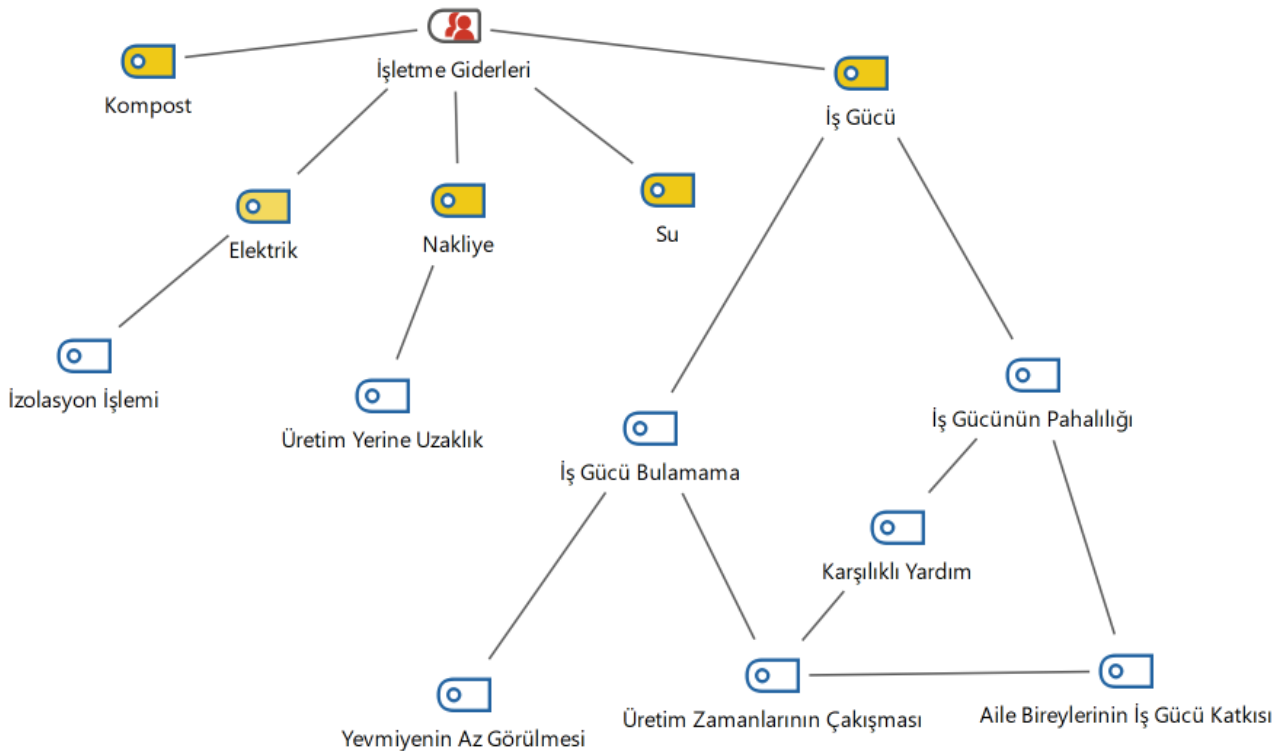 İşletme Giderleri
Kompost
İş Gücü
Elektrik
Nakliye
Su
İzolasyon İşlemi
Üretim Yerine Uzaklık
İş Gücü Bulamama
İş Gücünün Pahalılığı
Karşılıklı Yardım
Yevmiyenin Az Görülmesi
Üretim Zamanlarının Çakışması
Aile Bireylerinin İş Gücü Katkısı